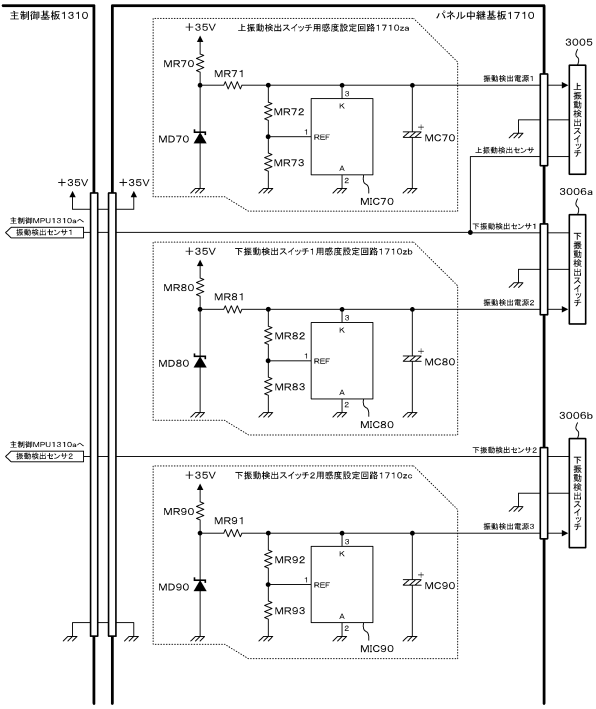 主制御基板1310
パネル中継基板1710
+35V
上振動検出スイッチ用感度設定回路1710za
3005
MR70
MR71
振動検出電源1
3
K
MR72
1
REF
MD70
MR73
A
2
MC70
+
MIC70
上振動検出センサ
上振動検出スイッチ
+35V
+35V
3006a
主制御MPU1310aへ
振動検出センサ1
下振動検出センサ1
+35V
下振動検出スイッチ1用感度設定回路1710zb
MR80
MR81
振動検出電源2
3
K
MR82
1
REF
MD80
MR83
A
2
MC80
+
MIC80
下振動検出スイッチ
3006b
主制御MPU1310aへ
振動検出センサ2
下振動検出センサ2
+35V
下振動検出スイッチ2用感度設定回路1710zc
MR90
MR91
振動検出電源3
3
K
MR92
1
REF
MD90
MR93
A
2
MC90
+
MIC90
下振動検出スイッチ